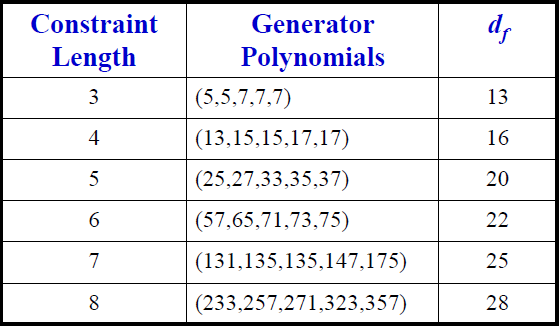 Constraint Length Generator Polynomials d_f
3 (5,5,7,7,7) 13
4 (13,15,15,17,17) 16
5 (25,27,33,35,37) 20
6 (57,65,71,73,75) 22
7 (131,135,135,147,175) 25
8 (233,257,271,323,357) 28